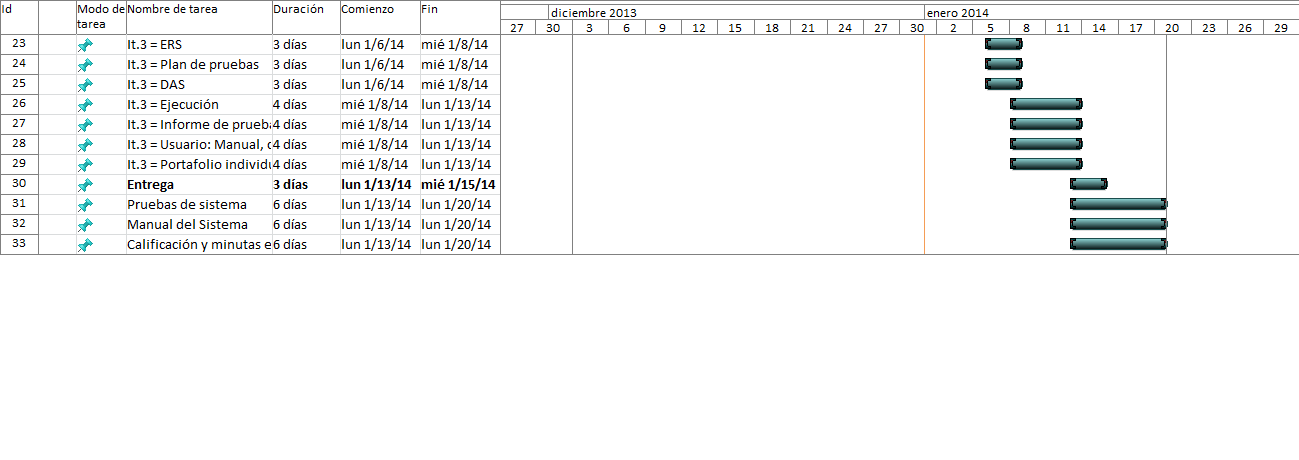 Id Modo de tarea Nombre de tarea Duración Comienzo Fin
diciembre 2013 enero 2014
27 30 3 6 9 12 15 18 21 24 27 30 2 5 8 11 14 17 20 23 26 29
23 It.3 = ERS 3 días lun 1/6/14 mié 1/8/14
24 It.3 = Plan de pruebas 3 días lun 1/6/14 mié 1/8/14
25 It.3 = DAS 3 días lun 1/6/14 mié 1/8/14
26 It.3 = Ejecución 4 días mié 1/8/14 lun 1/13/14
27 It.3 = Informe de prueba 4 días mié 1/8/14 lun 1/13/14
28 It.3 = Usuario: Manual, c 4 días mié 1/8/14 lun 1/13/14
29 It.3 = Portafolio individu 4 días mié 1/8/14 lun 1/13/14
30 Entrega 3 días lun 1/13/14 mié 1/15/14
31 Pruebas de sistema 6 días lun 1/13/14 lun 1/20/14
32 Manual del Sistema 6 días lun 1/13/14 lun 1/20/14
33 Calificación y minutas e 6 días lun 1/13/14 lun 1/20/14